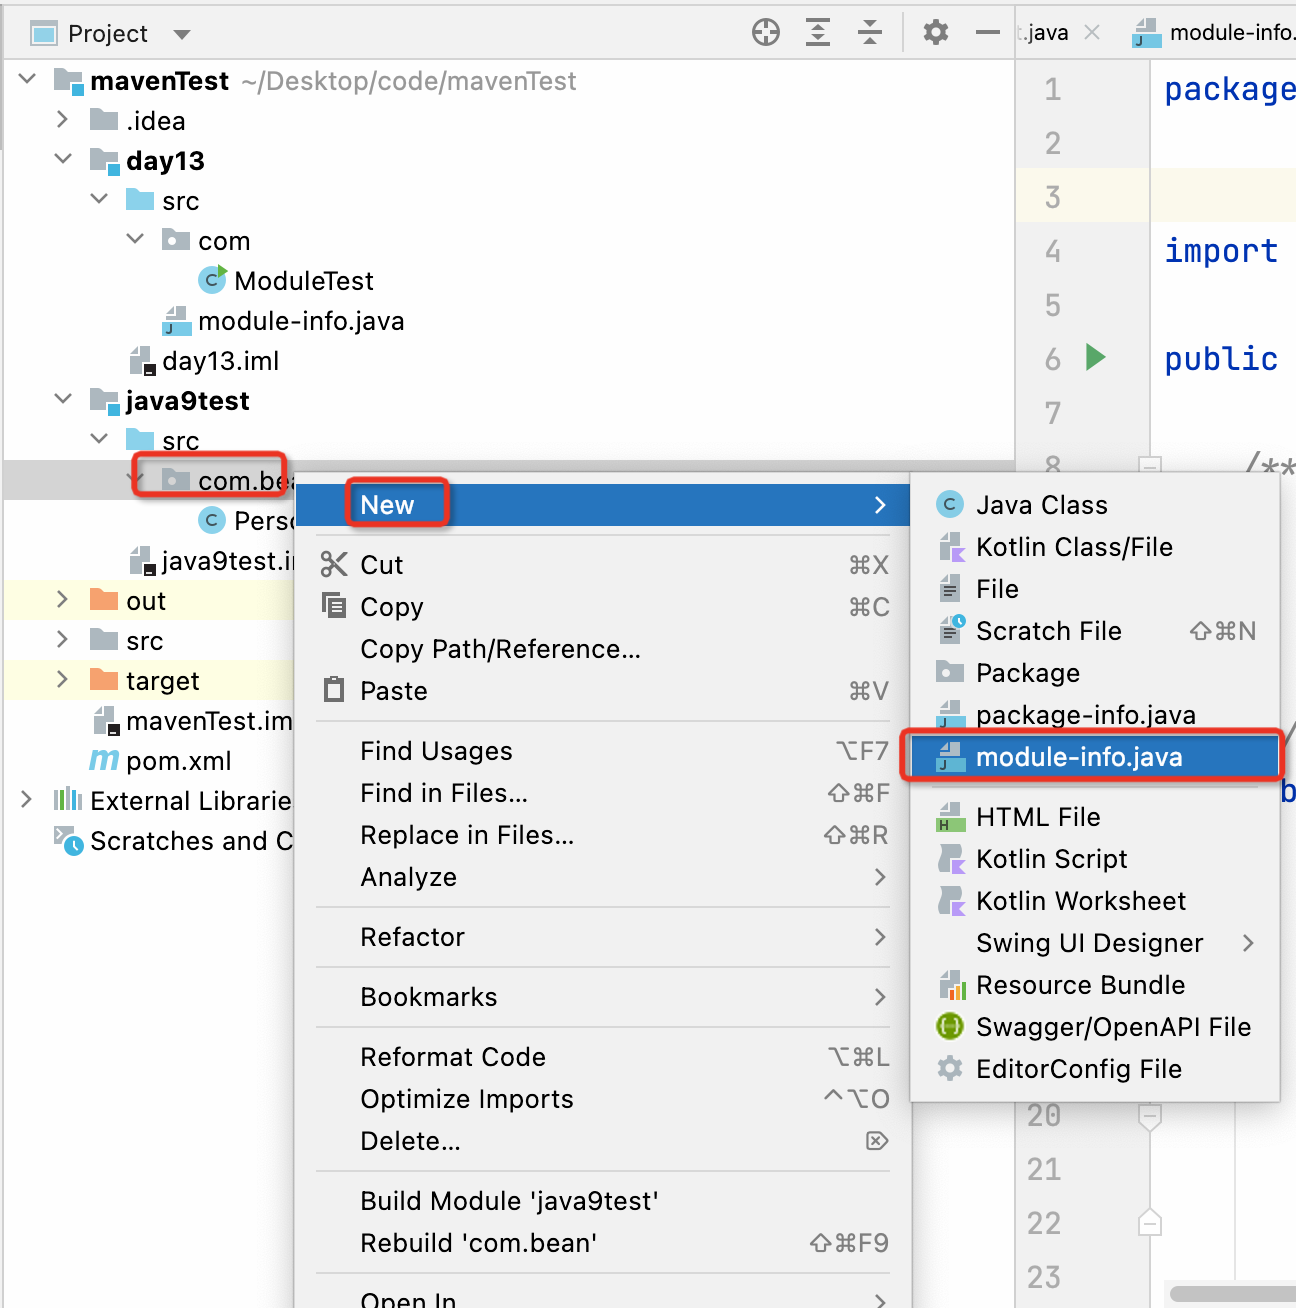 Project
mavenTest ~/Desktop/code/mavenTest
.idea
day13
src
com
ModuleTest
module-info.java
day13.iml
java9test
src
com.be
Pers
java9test.i
out
src
target
mavenTest.im
pom.xml
External Librarie
Scratches and C
New
Cut ⌘X
Copy ⌘C
Copy Path/Reference...
Paste ⌘V
Find Usages ⌥F7
Find in Files... ⇧⌘F
Replace in Files... ⇧⌘R
Analyze
Refactor
Bookmarks
Reformat Code ⌥⌘L
Optimize Imports ^⌥O
Delete... ⌦
Build Module 'java9test'
Rebuild 'com.bean' ⇧⌘F9
Open In
Java Class
Kotlin Class/File
File
Scratch File ⇧⌘N
Package
package-info.java
module-info.java
HTML File
Kotlin Script
Kotlin Worksheet
Swing UI Designer
Resource Bundle
Swagger/OpenAPI File
EditorConfig File
t.java module-info.
1 package
2
3
4 import
5
6 public
7
8 /**
20
21
22
23